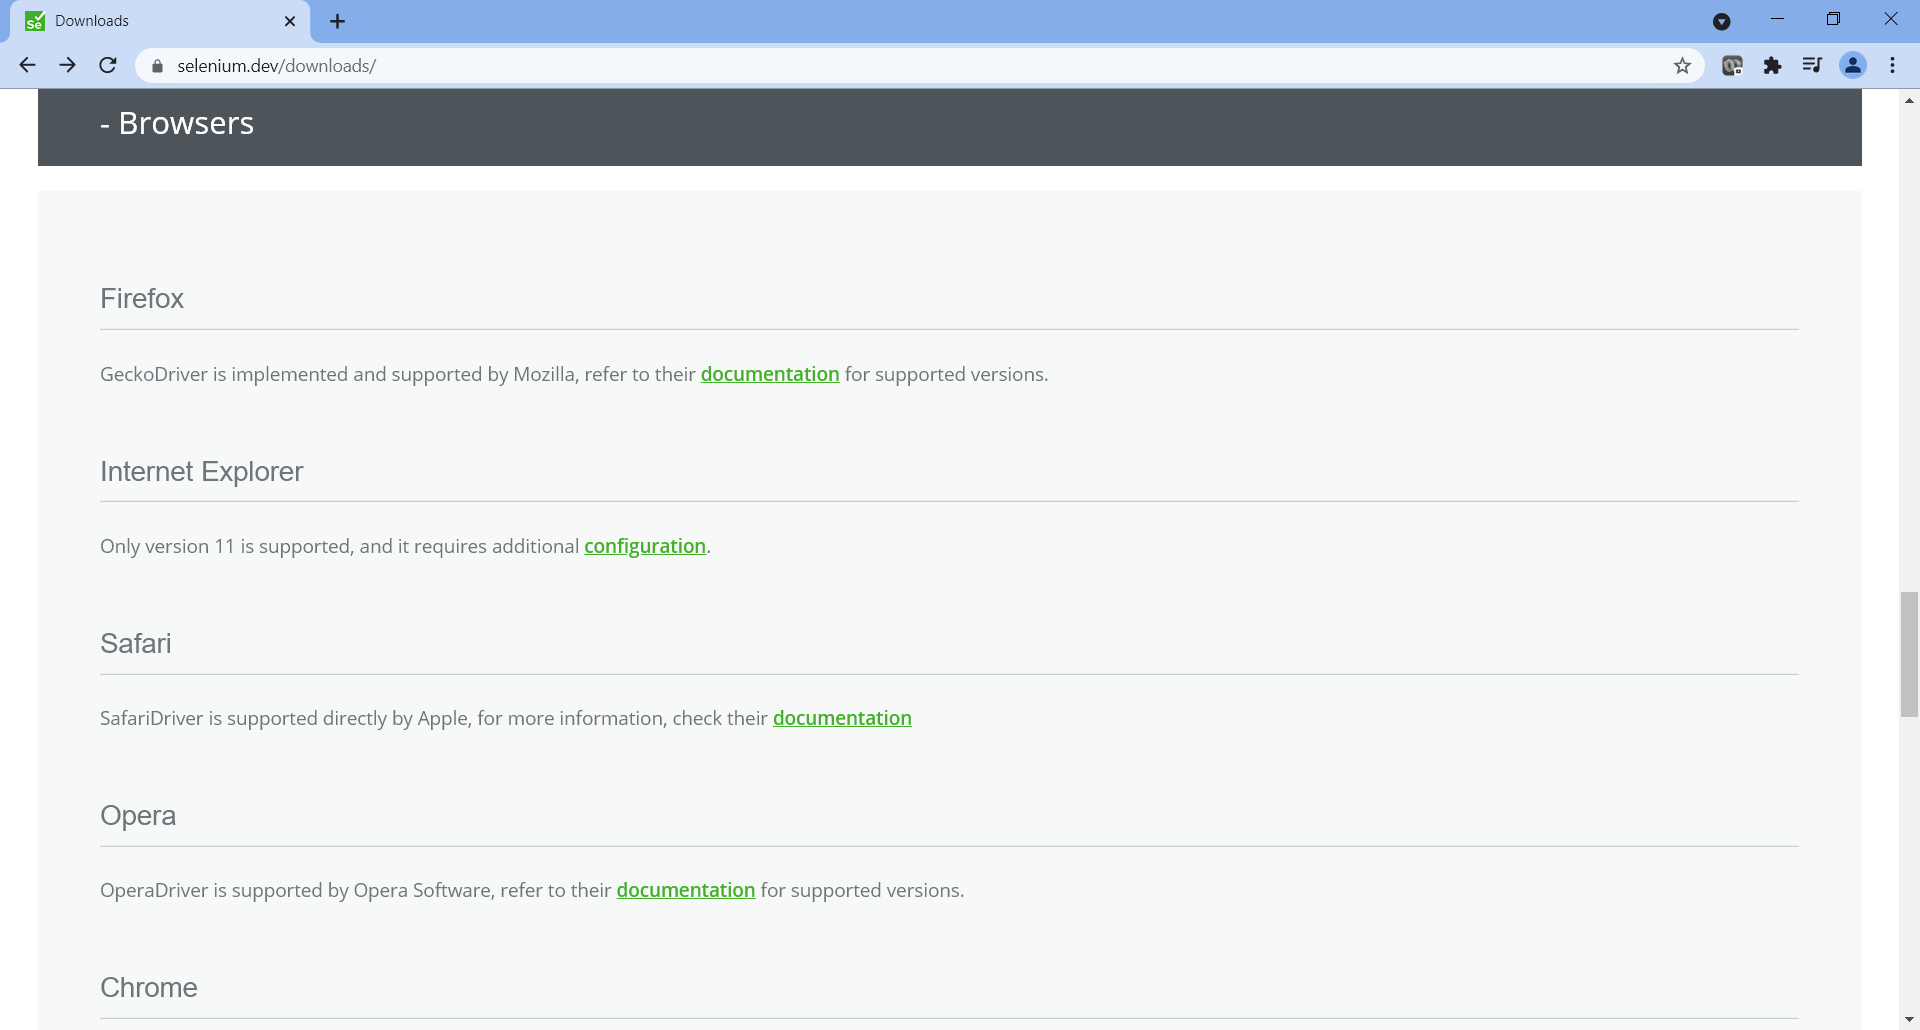 Se
Downloads
selenium.dev/downloads/
- Browsers
Firefox
GeckoDriver is implemented and supported by Mozilla, refer to their documentation for supported versions.
Internet Explorer
Only version 11 is supported, and it requires additional configuration.
Safari
SafariDriver is supported directly by Apple, for more information, check their documentation
Opera
OperaDriver is supported by Opera Software, refer to their documentation for supported versions.
Chrome